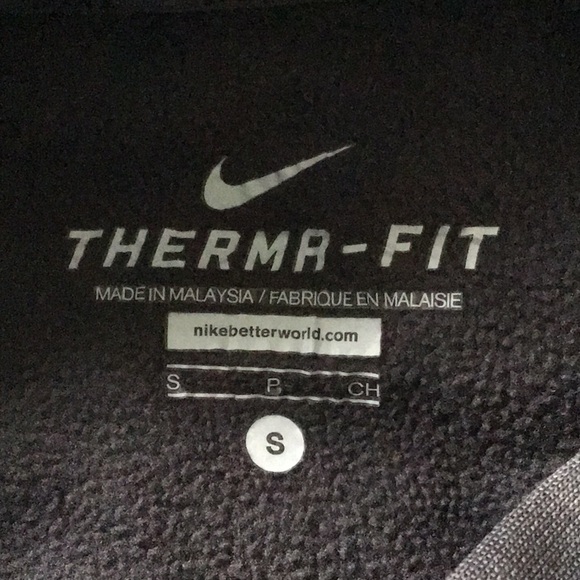 THERMA-FIT
MADE IN MALAYSIA / FABRIQUE EN MALAISIE
nikebetterworld.com
S P CH
S